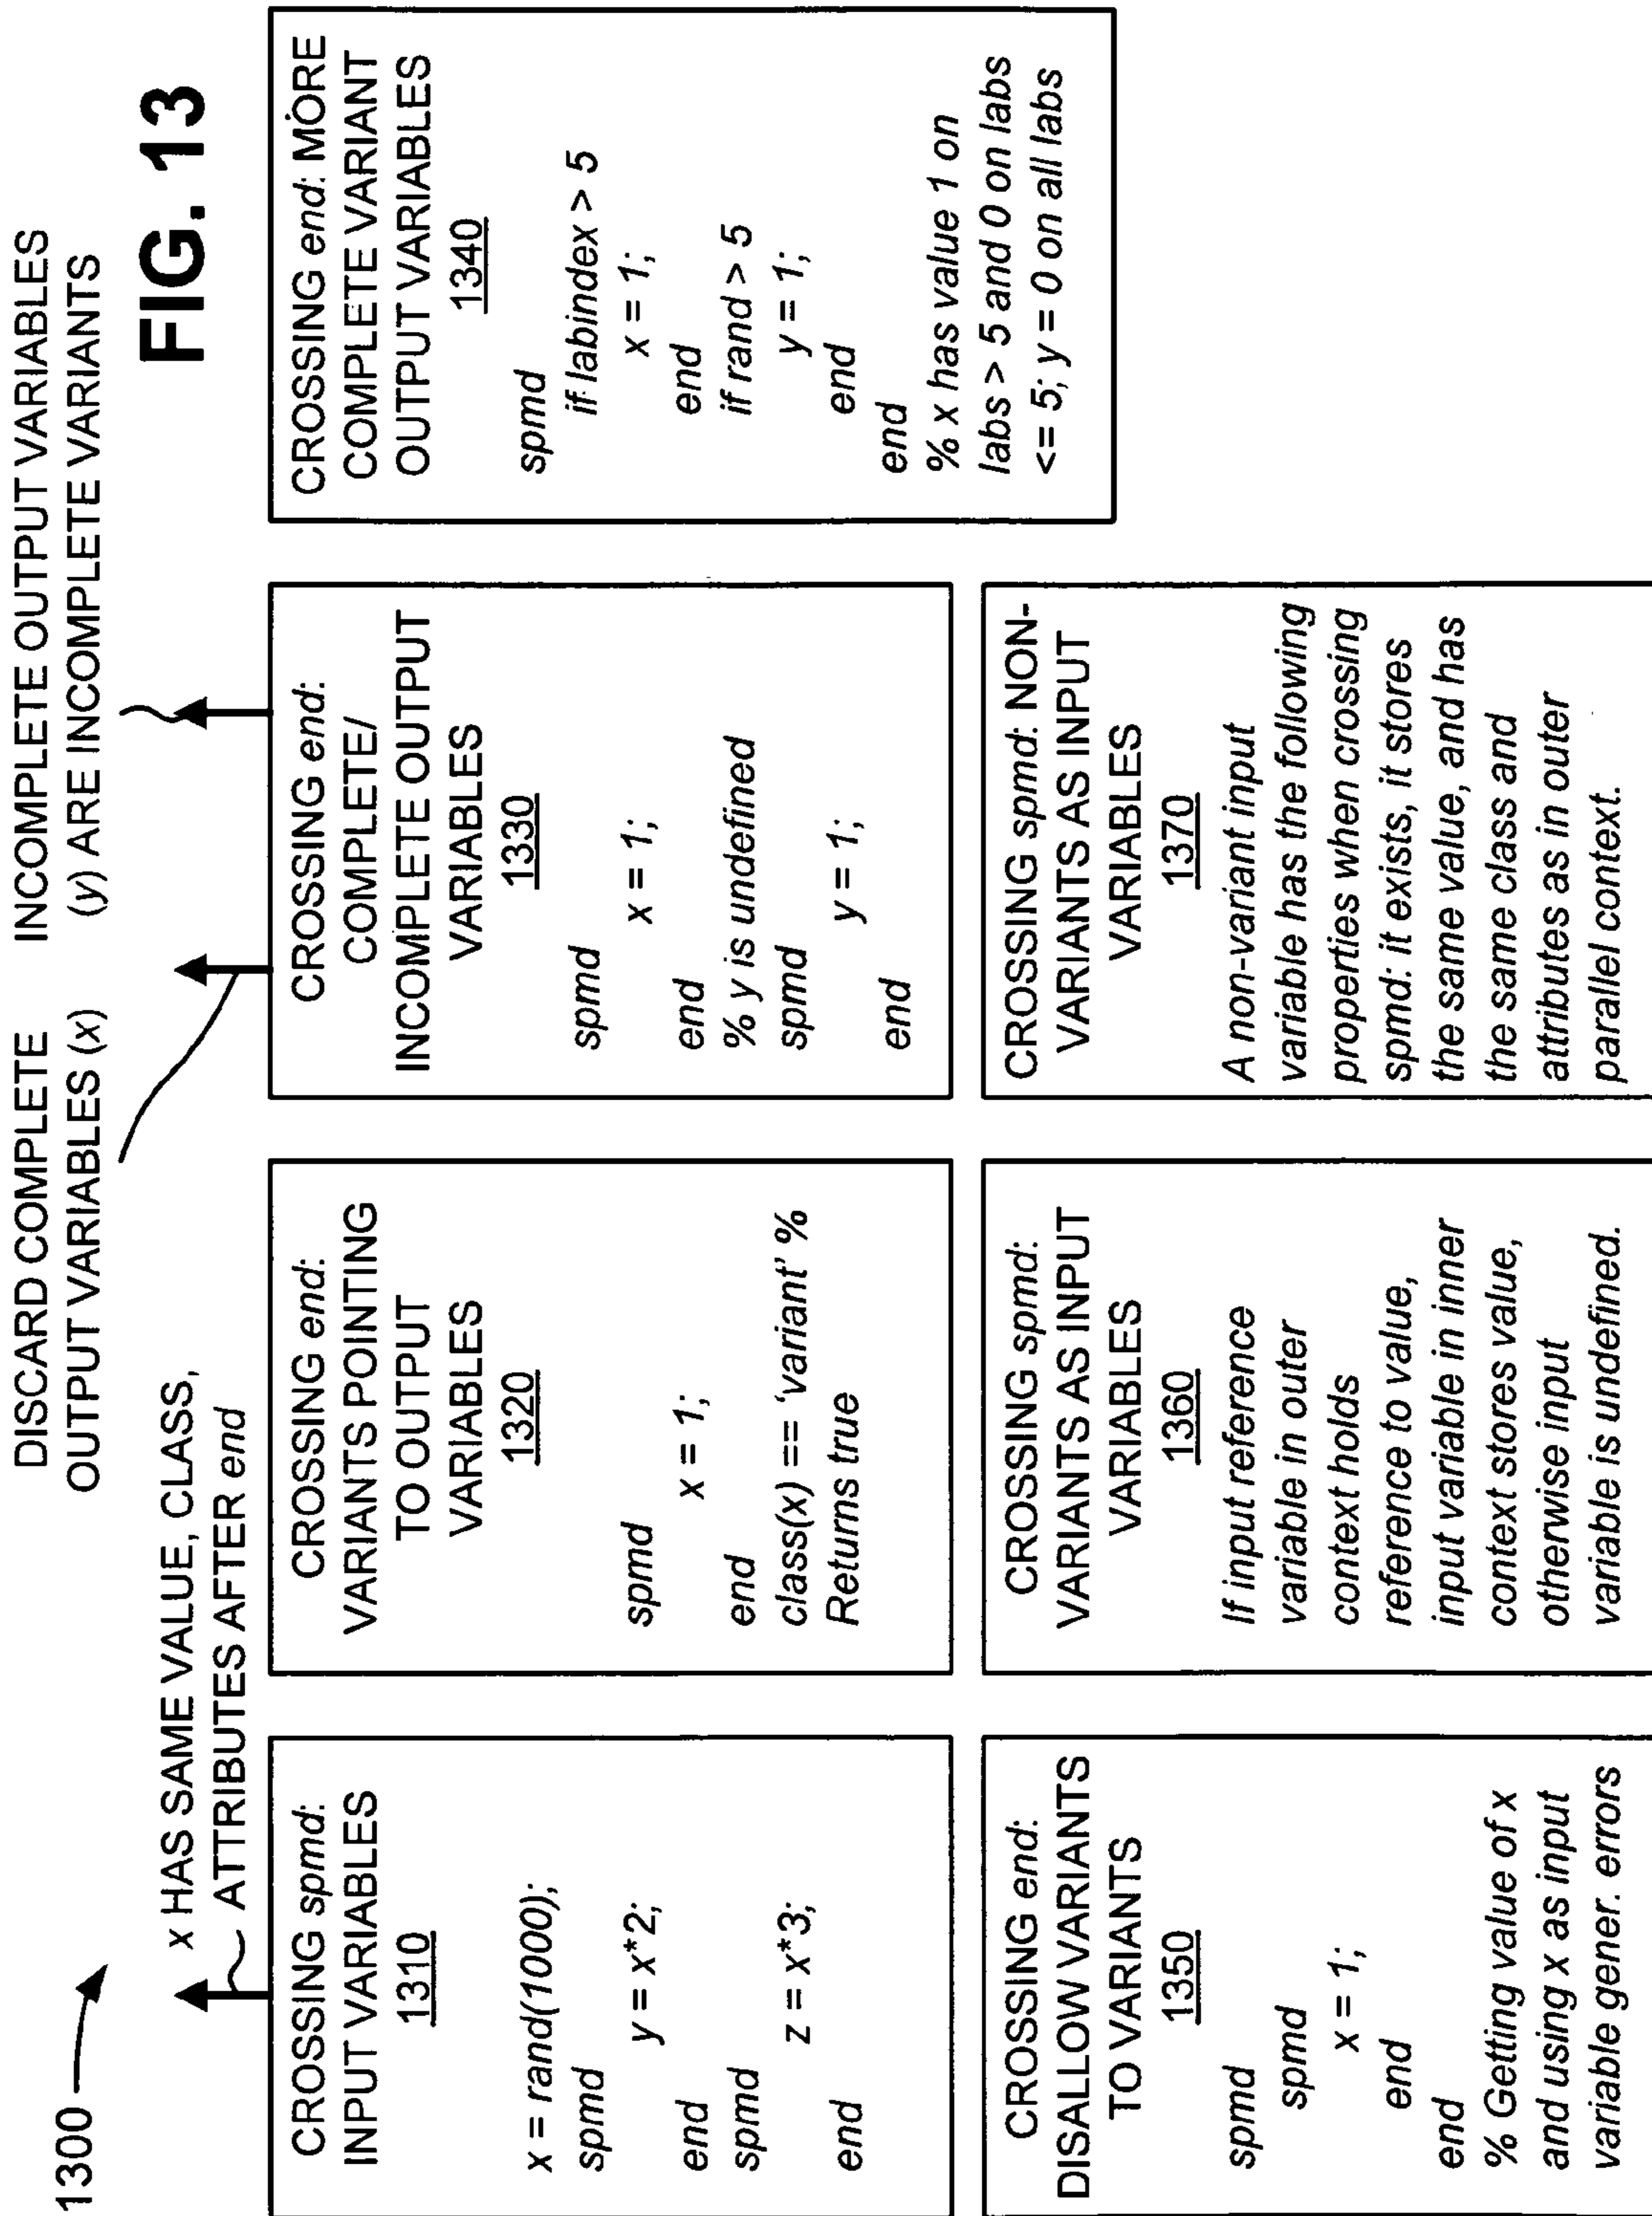 1300
x HAS SAME VALUE, CLASS,
ATTRIBUTES AFTER end
DISCARD COMPLETE
OUTPUT VARIABLES (x)
INCOMPLETE OUTPUT VARIABLES
(y) ARE INCOMPLETE VARIANTS
FIG. 13
CROSSING spmd:
INPUT VARIABLES
1310
x = rand(1000);
spmd
y = x*2;
end
spmd
z = x*3;
end
CROSSING end:
VARIANTS POINTING
TO OUTPUT
VARIABLES
1320
spmd
x = 1;
end
class(x) == 'variant' %
Returns true
CROSSING end:
COMPLETE/
INCOMPLETE OUTPUT
VARIABLES
1330
spmd
x = 1;
end
% y is undefined
spmd
y = 1;
end
CROSSING end: MORE
COMPLETE VARIANT
OUTPUT VARIABLES
1340
spmd
if labindex > 5
x = 1;
end
if rand > 5
y = 1;
end
end
% x has value 1 on
labs > 5 and 0 on labs
<= 5; y = 0 on all labs
CROSSING end:
DISALLOW VARIANTS
TO VARIANTS
1350
spmd
spmd
x = 1;
end
end
% Getting value of x
and using x as input
variable gener. errors
CROSSING spmd:
VARIANTS AS INPUT
VARIABLES
1360
If input reference
variable in outer
context holds
reference to value,
input variable in inner
context stores value,
otherwise input
variable is undefined.
CROSSING spmd: NON-
VARIANTS AS INPUT
VARIABLES
1370
A non-variant input
variable has the following
properties when crossing
spmd: it exists, it stores
the same value, and has
the same class and
attributes as in outer
parallel context.